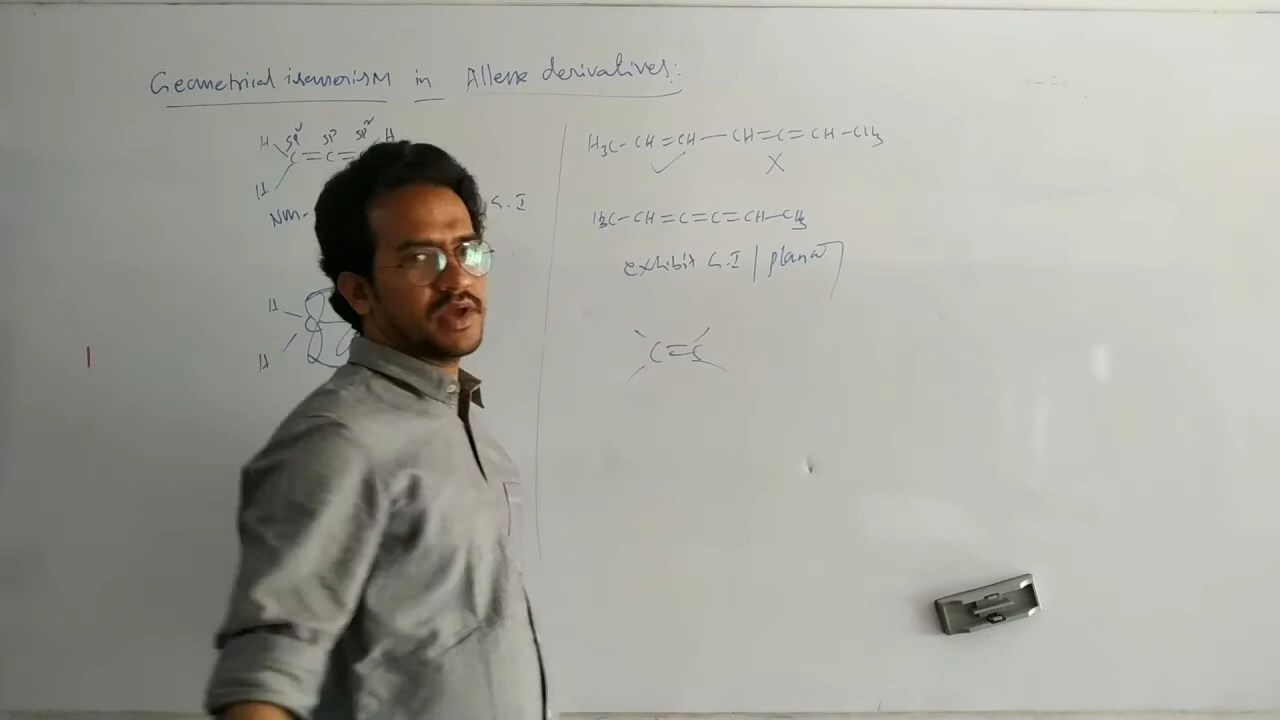 Geometrical isomerism in Allene derivatives:
H sp² sp sp² H
C=C=
H
NM- G.I
H
H
H₃C-CH=CH-CH=C=CH-CH₃
✓ X
H₃C-CH=C=C=CH-CH₃
exhibit G.I | planar
C=C